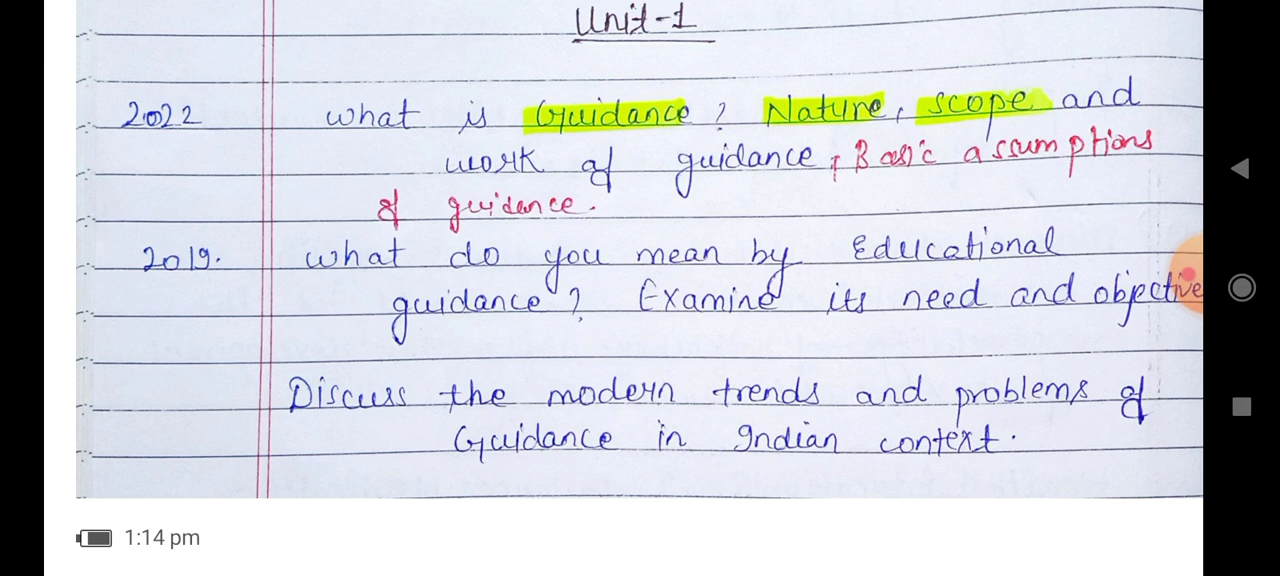 Unit-1
2022 What is Guidance? Nature, scope and
work of guidance, Basic assumptions
of guidance.
2019. What do you mean by Educational
guidance? Examine its need and objective
Discuss the modern trends and problems of
Guidance in Indian context.
1:14 pm